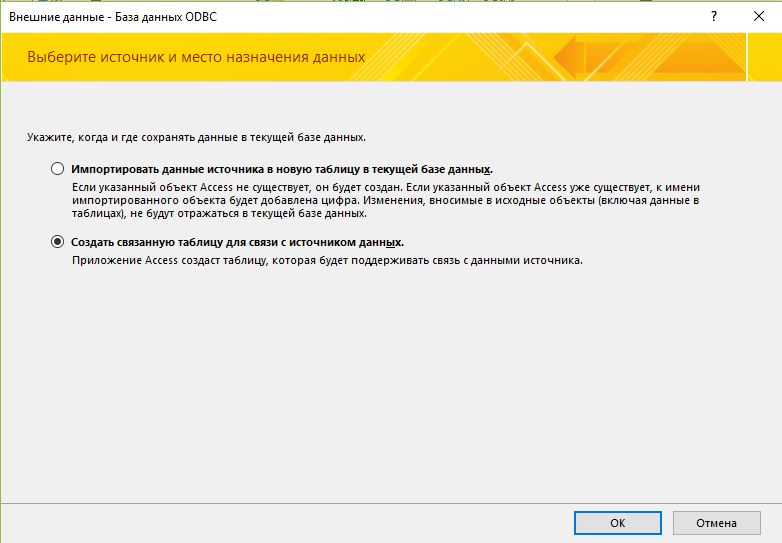 Внешние данные - База данных ODBC
?
Выберите источник и место назначения данных
Укажите, когда и где сохранять данные в текущей базе данных.
Импортировать данные источника в новую таблицу в текущей базе данных.
Если указанный объект Access не существует, он будет создан. Если указанный объект Access уже существует, к имени
импортированного объекта будет добавлена цифра. Изменения, вносимые в исходные объекты (включая данные в
таблицах), не будут отражаться в текущей базе данных.
Создать связанную таблицу для связи с источником данных.
Приложение Access создаст таблицу, которая будет поддерживать связь с данными источника.
ОК
Отмена